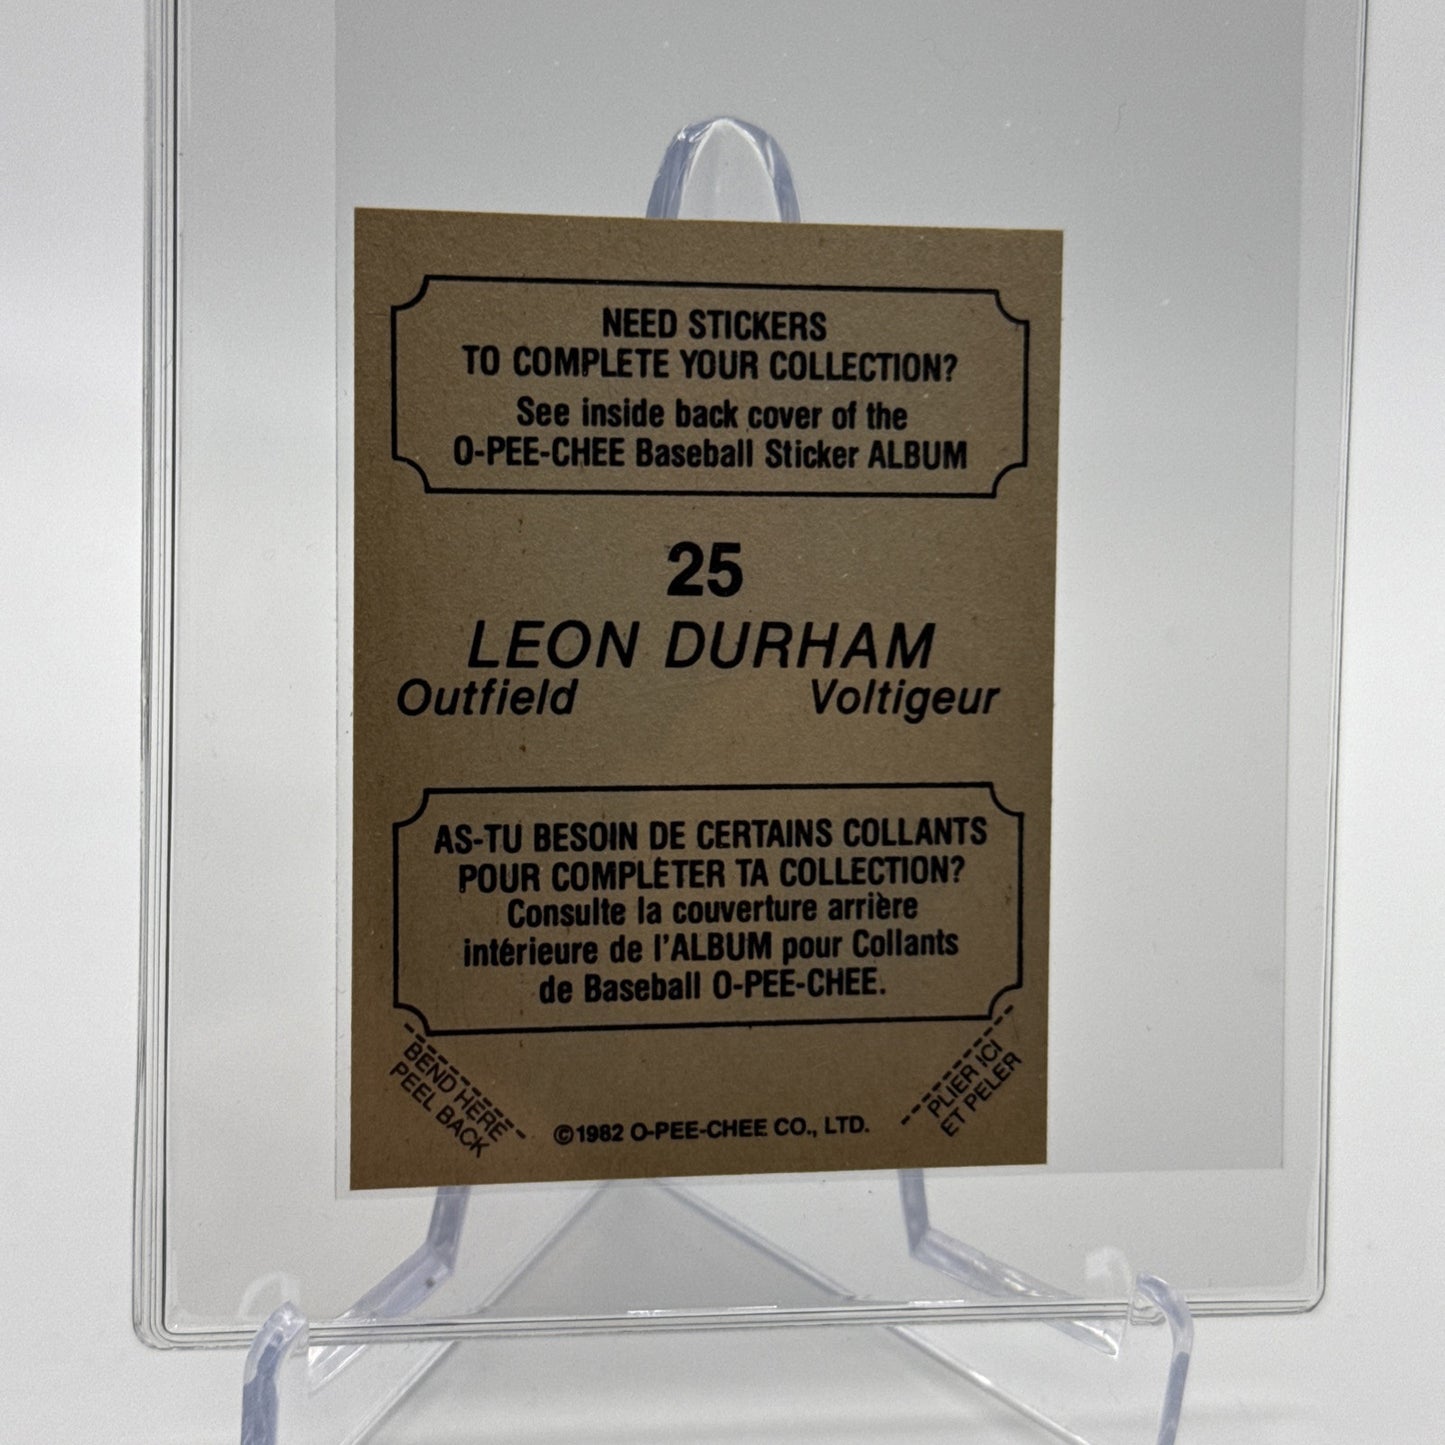 NEED STICKERS
TO COMPLETE YOUR COLLECTION?
See inside back cover of the
O-PEE-CHEE Baseball Sticker ALBUM
25
LEON DURHAM
Outfield Voltigeur
AS-TU BESOIN DE CERTAINS COLLANTS
POUR COMPLÈTER TA COLLECTION?
Consulte la couverture arrière
intérieure de l'ALBUM pour Collants
de Baseball O-PEE-CHEE.
BEND HERE
PEEL BACK
©1982 O-PEE-CHEE CO., LTD.
PLIER ICI
ET PELER